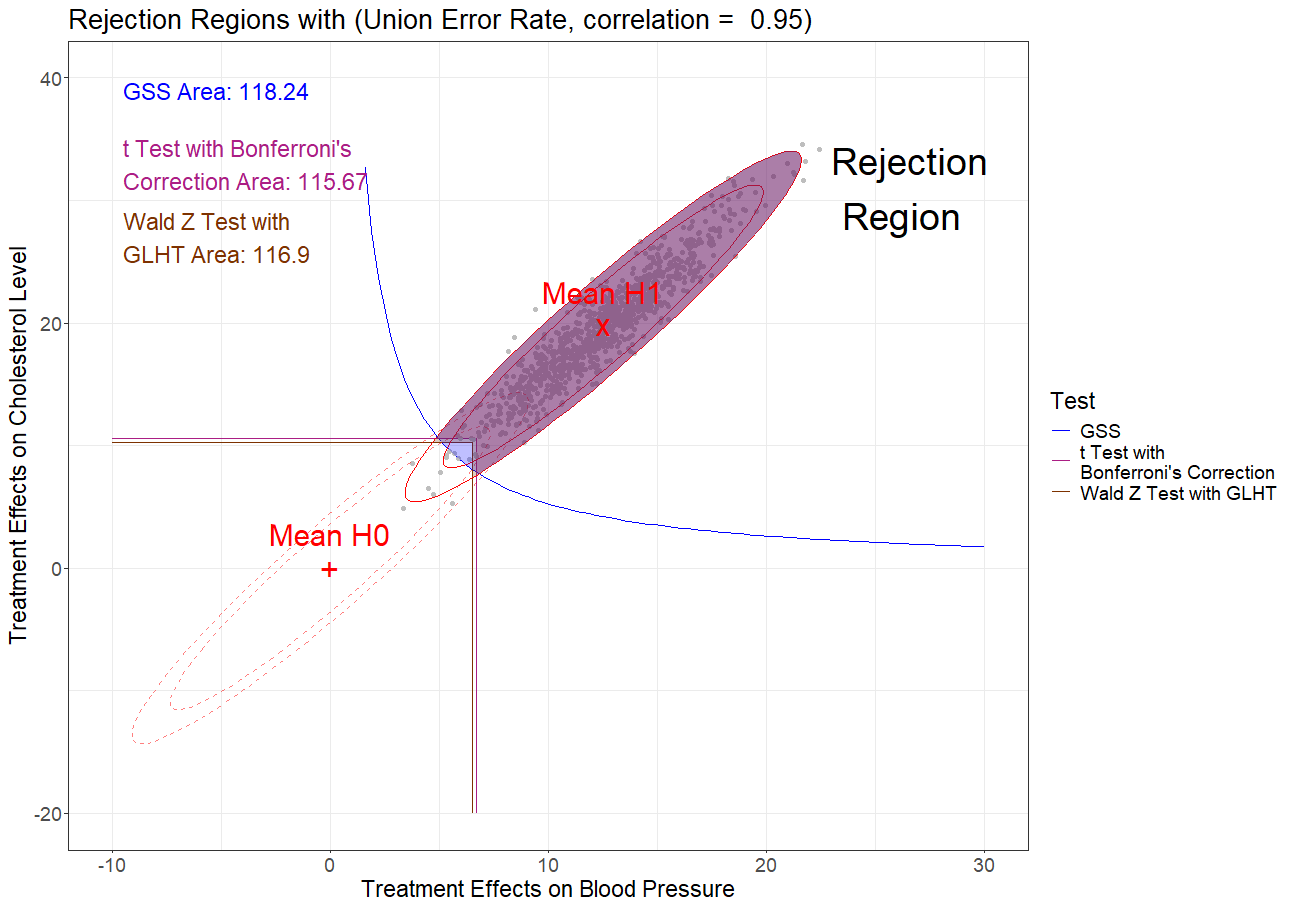 Rejection Regions with (Union Error Rate, correlation =  0.95)
Treatment Effects on Cholesterol Level
40
20
0
-20
GSS Area: 118.24
t Test with Bonferroni's
Correction Area: 115.67
Wald Z Test with
GLHT Area: 116.9
Rejection
Region
Mean H1
x
Mean H0
+
-10
0
10
20
30
Treatment Effects on Blood Pressure
Test
GSS
t Test with
Bonferroni's Correction
Wald Z Test with GLHT